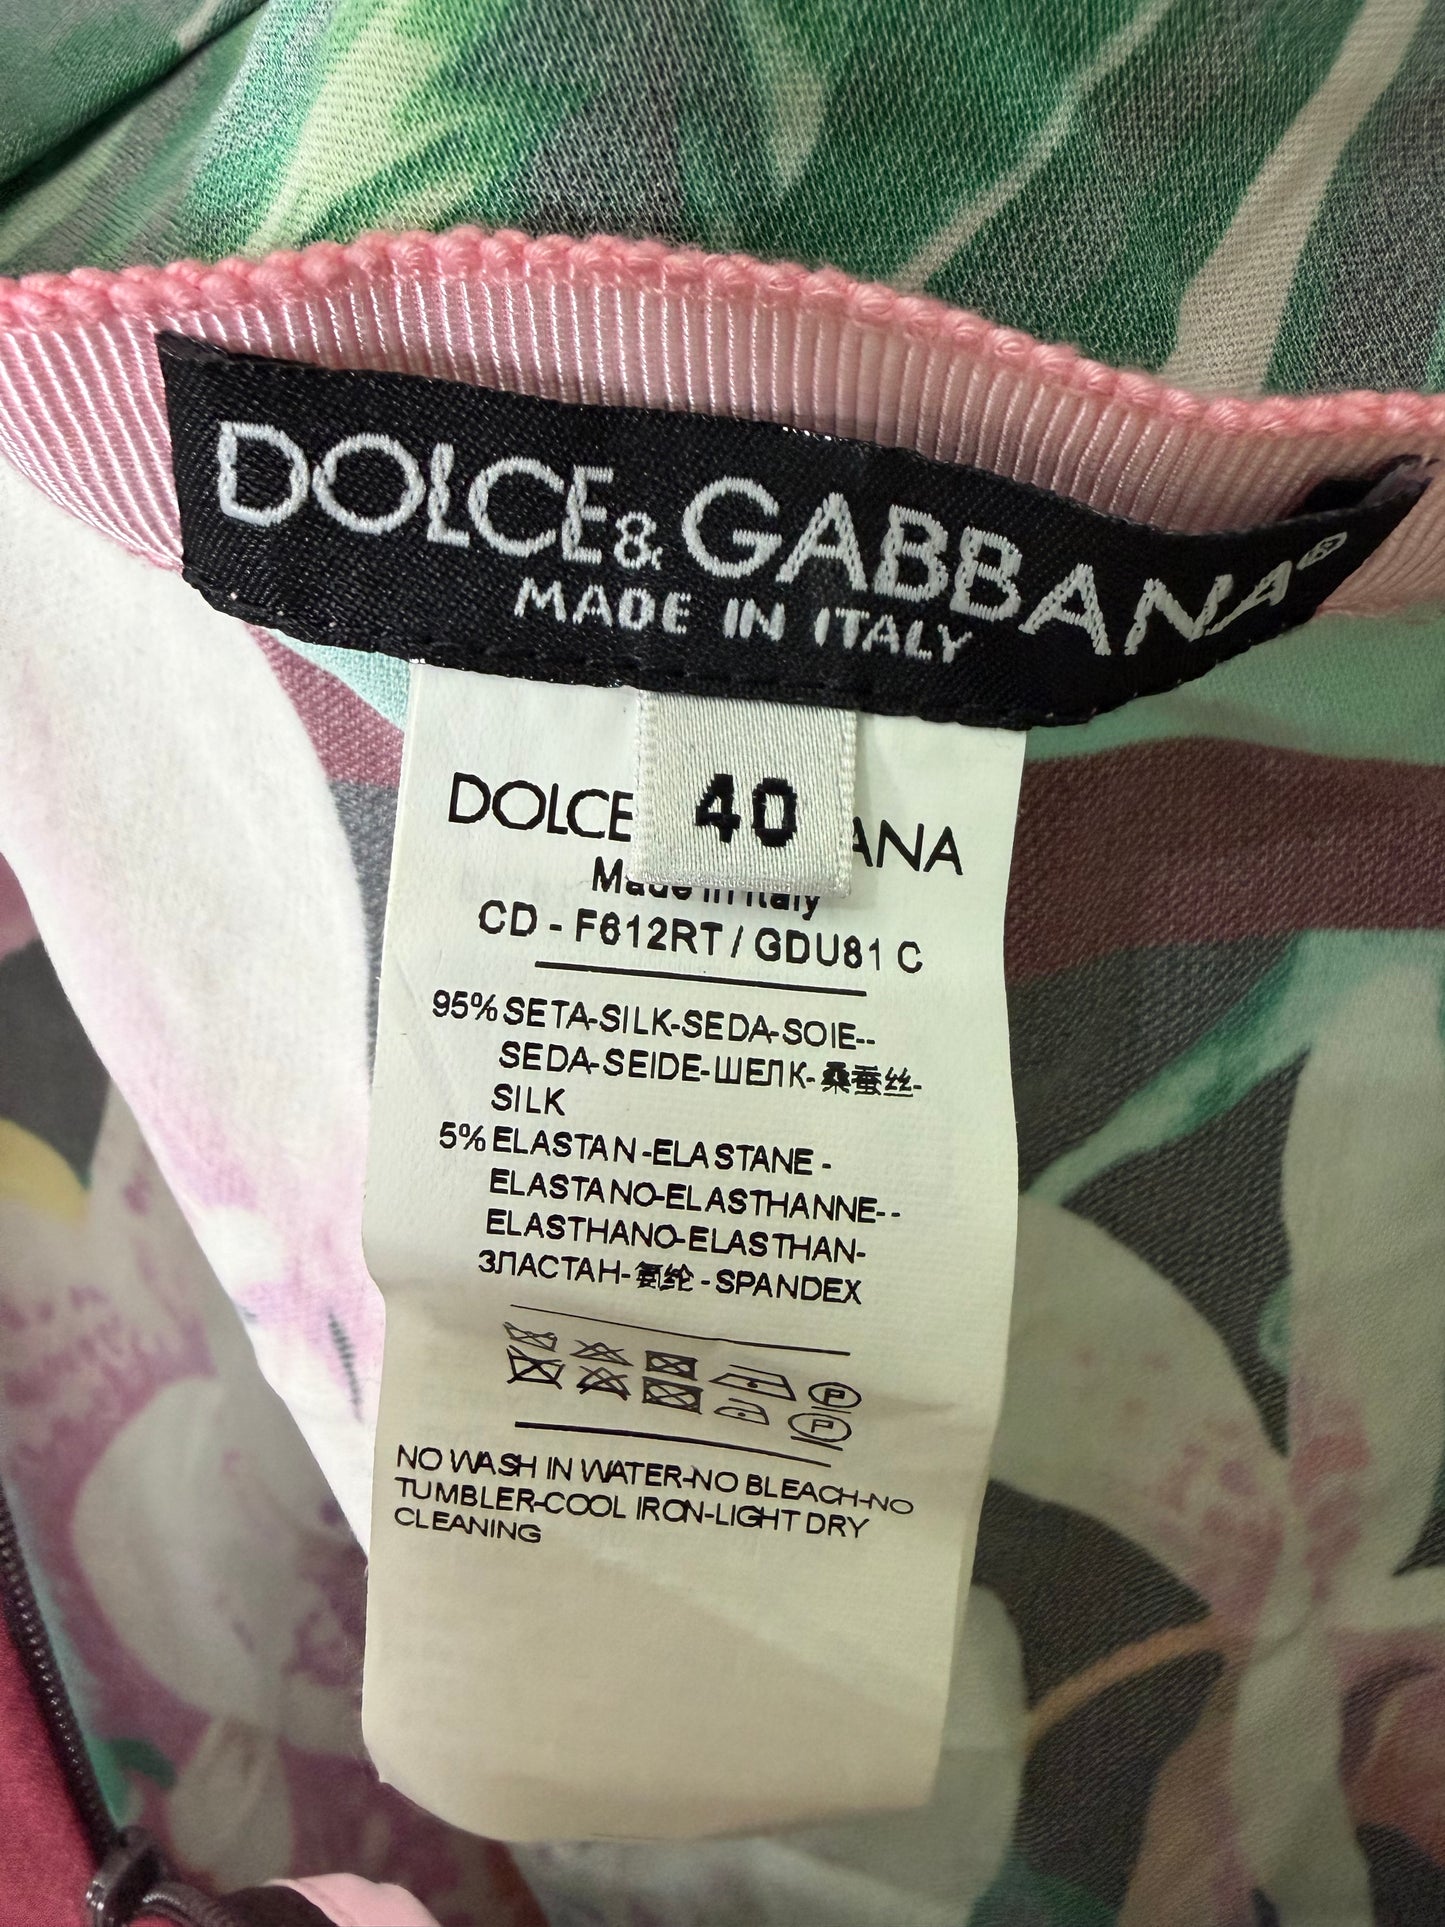 DOLCE & GABBANA®
MADE IN ITALY
40
DOLCE ANA
Made in Italy
CD - F612RT / GDU81 C
95% SETA-SILK-SEDA-SOIE--
SEDA-SEIDE-ШЕЛК-桑蚕丝-
SILK
5% ELASTAN-ELASTANE-
ELASTANO-ELASTHANNE--
ELASTHANO-ELASTHAN-
ЗЛАСТАН-氨纶-SPANDEX
P
P
NO WASH IN WATER-NO BLEACH-NO
TUMBLER-COOL IRON-LIGHT DRY
CLEANING